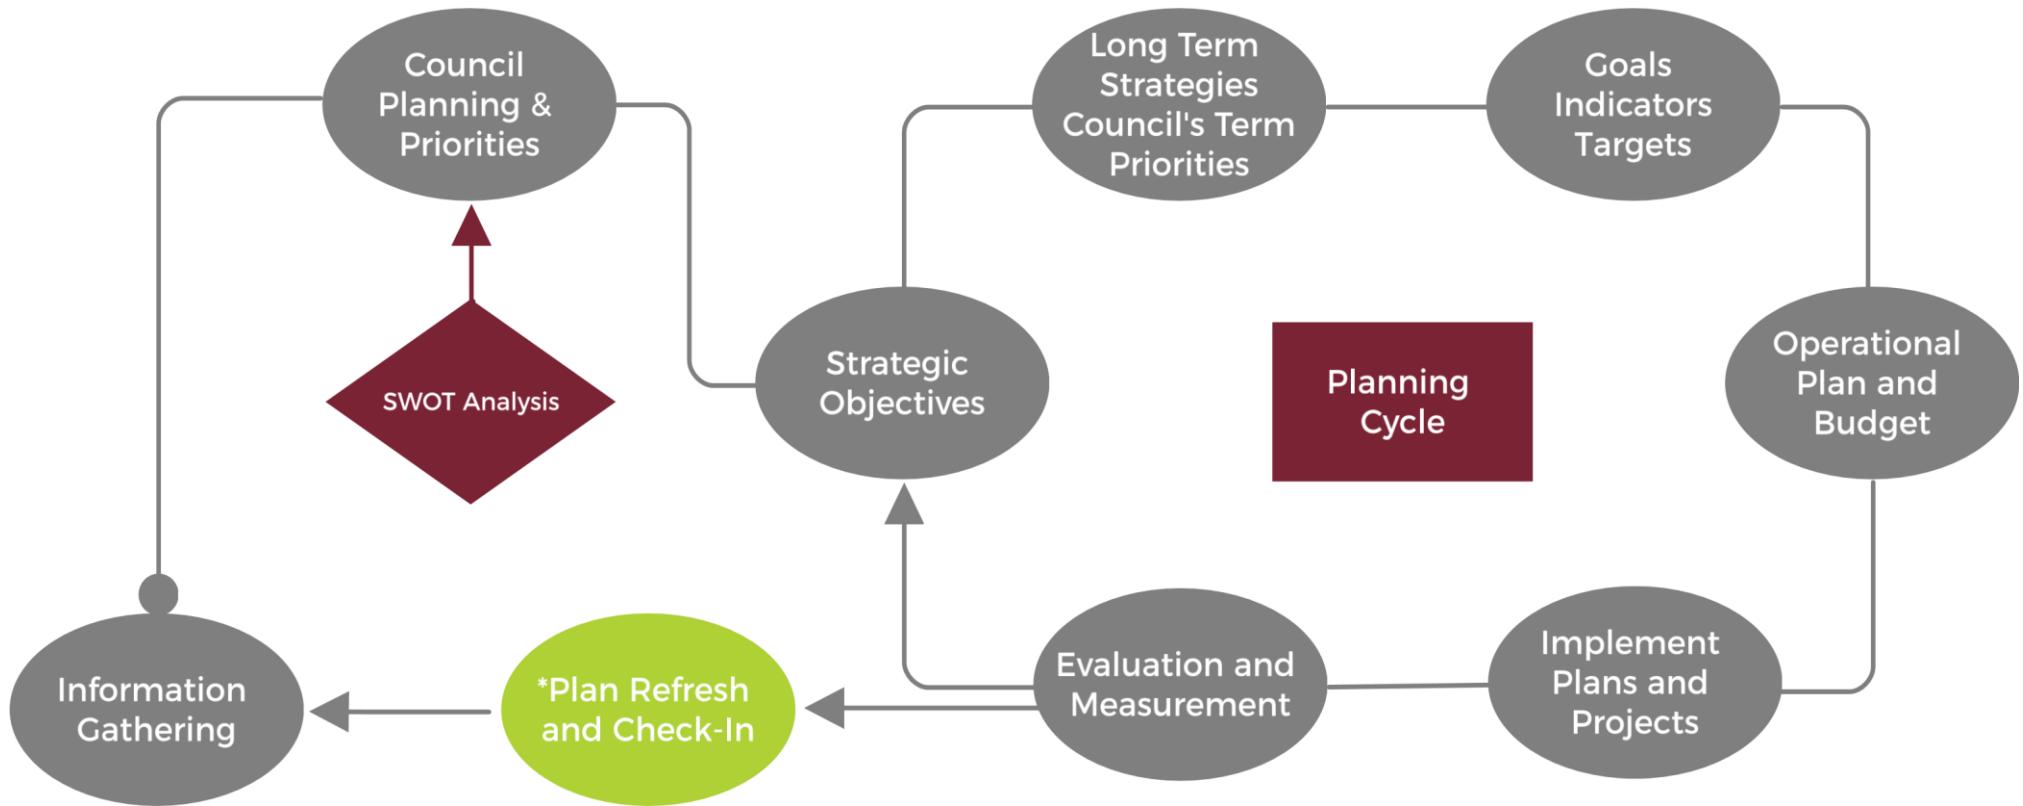 Council
Planning &
Priorities
Long Term
Strategies
Council's Term
Priorities
Goals
Indicators
Targets
SWOT Analysis
Strategic
Objectives
Planning
Cycle
Operational
Plan and
Budget
Information
Gathering
*Plan Refresh
and Check-In
Evaluation and
Measurement
Implement
Plans and
Projects